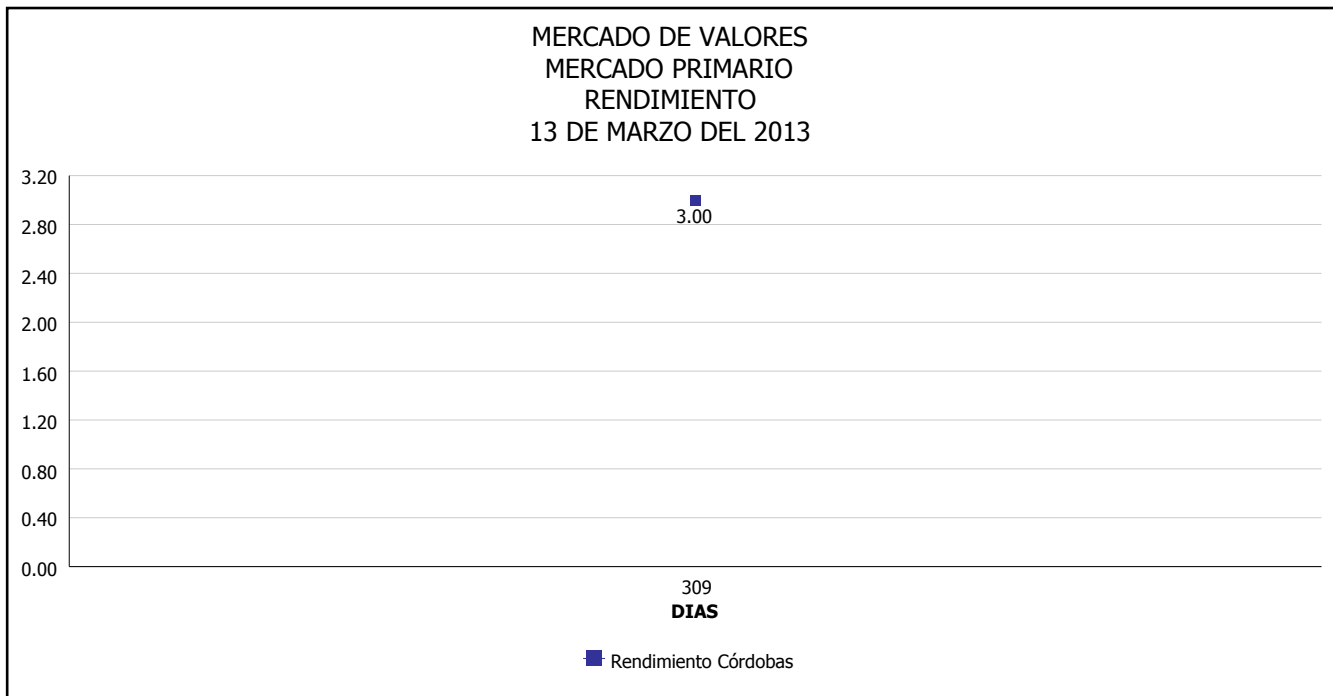 MERCADO DE VALORES
MERCADO PRIMARIO
RENDIMIENTO
13 DE MARZO DEL 2013
3.20
2.80
2.40
2.00
1.60
1.20
0.80
0.40
0.00
3.00
309
DIAS
Rendimiento Córdobas